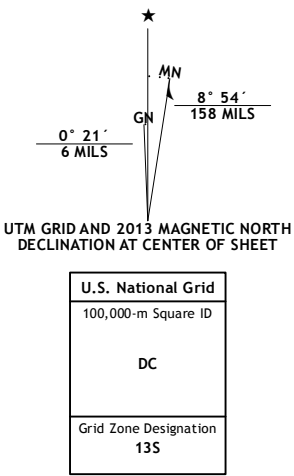 ★
MN
8° 54´
158 MILS
GN
0° 21´
6 MILS
UTM GRID AND 2013 MAGNETIC NORTH
DECLINATION AT CENTER OF SHEET
U.S. National Grid
100,000-m Square ID
DC
Grid Zone Designation
13S